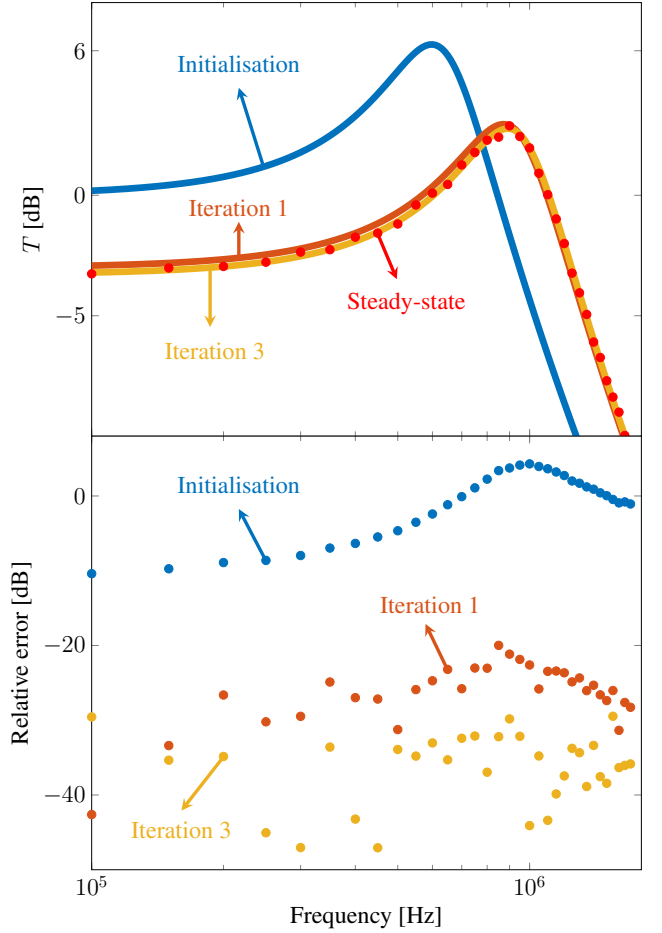 6
Initialisation
0
T [dB]
Iteration 1
Steady-state
−5
Iteration 3
Initialisation
0
Iteration 1
−20
Relative error [dB]
−40
Iteration 3
10^5
10^6
Frequency [Hz]